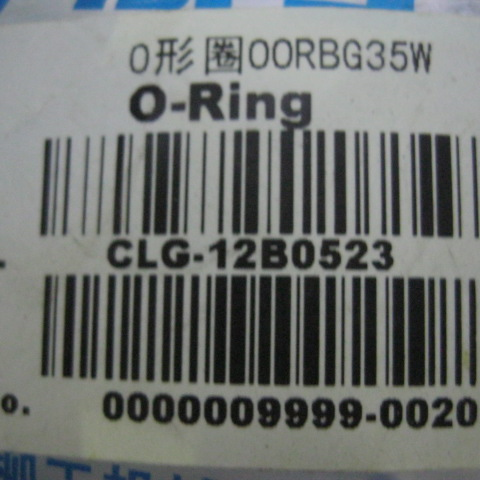 O形圈OORBG35W
O-Ring
CLG-12B0523
o.
0000009999-0020